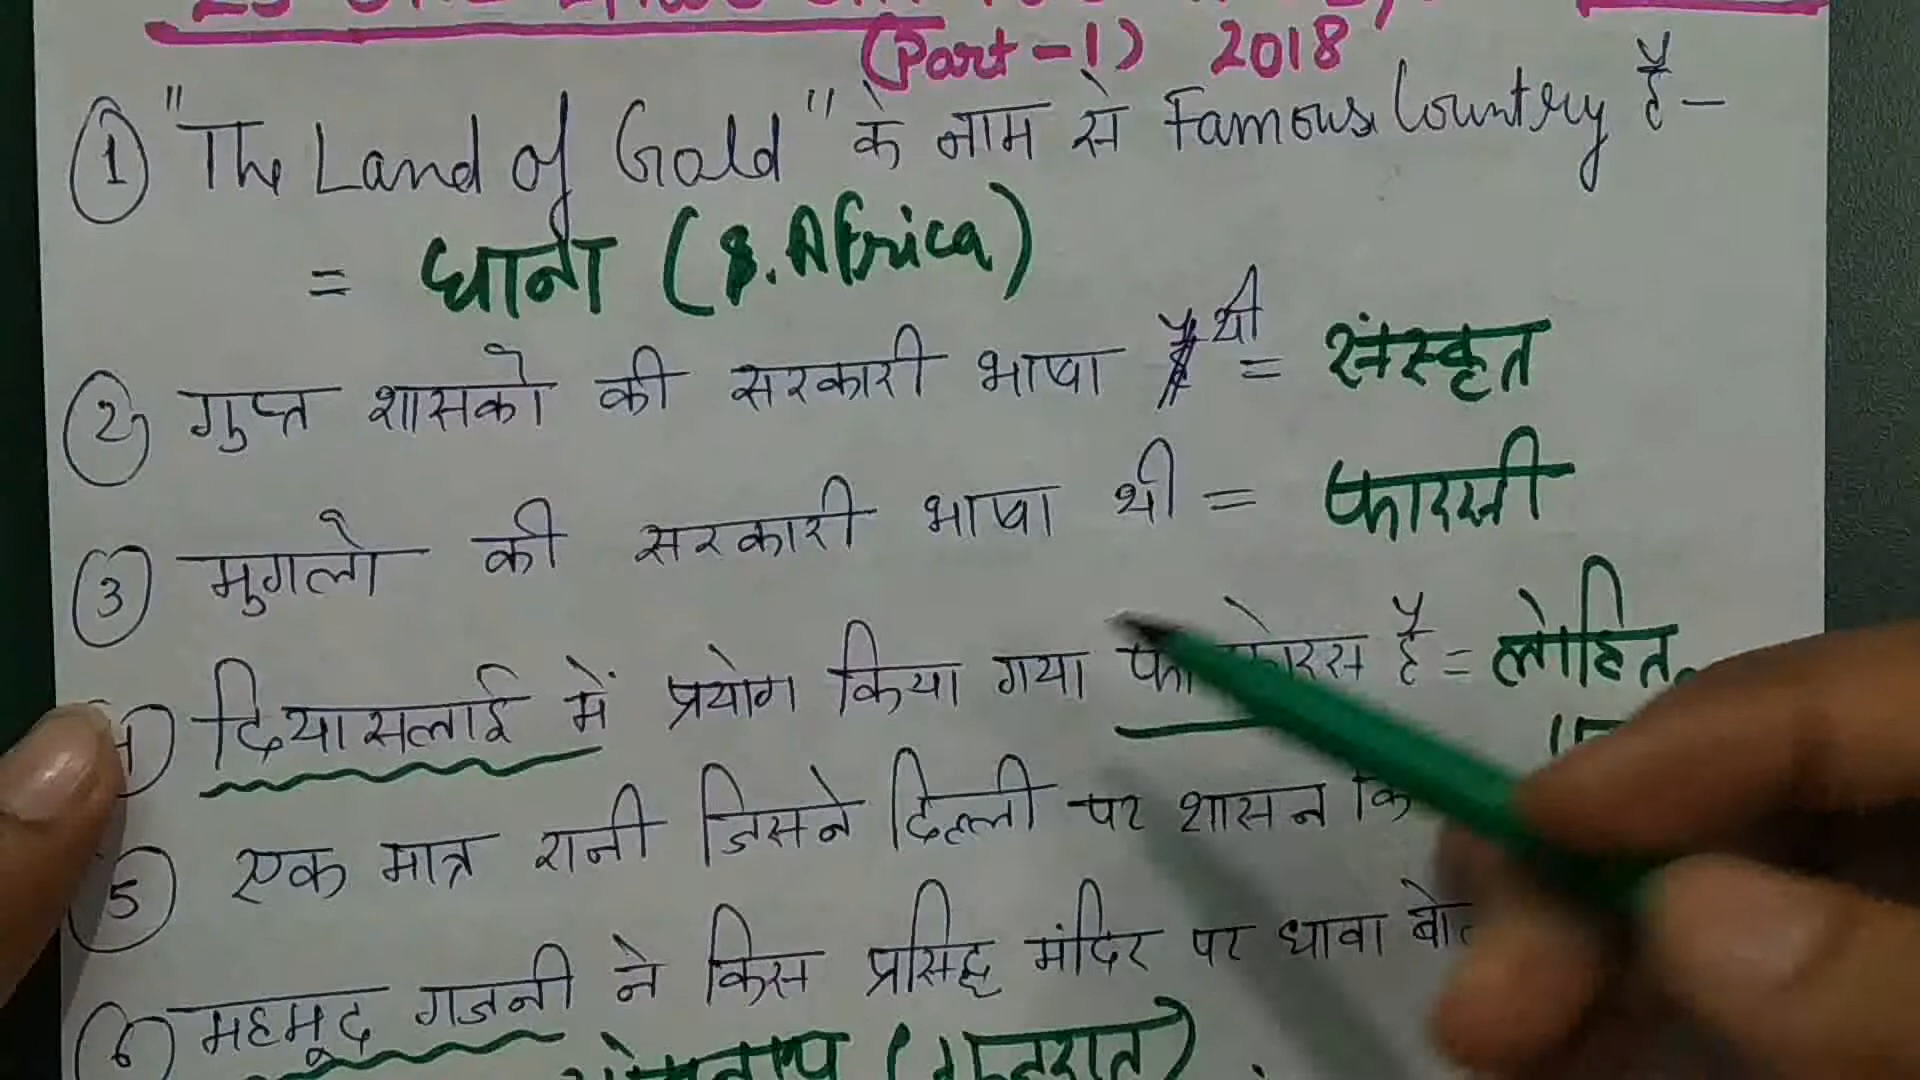 (Part-1) 2018
① "The Land of Gold" के नाम से Famous Country है-
= घाना (S. Africa)
② गुप्त शासको की सरकारी भाषा थी = संस्कृत
③ मुगलो की सरकारी भाषा थी = फारसी
दियासलाई में प्रयोग किया गया है = लोहित
⑤ एक मात्र रानी जिसने दिल्ली पर शासन कि
⑥ महमूद गजनी ने किस प्रसिद्ध मंदिर पर धावा
(गुजरात)